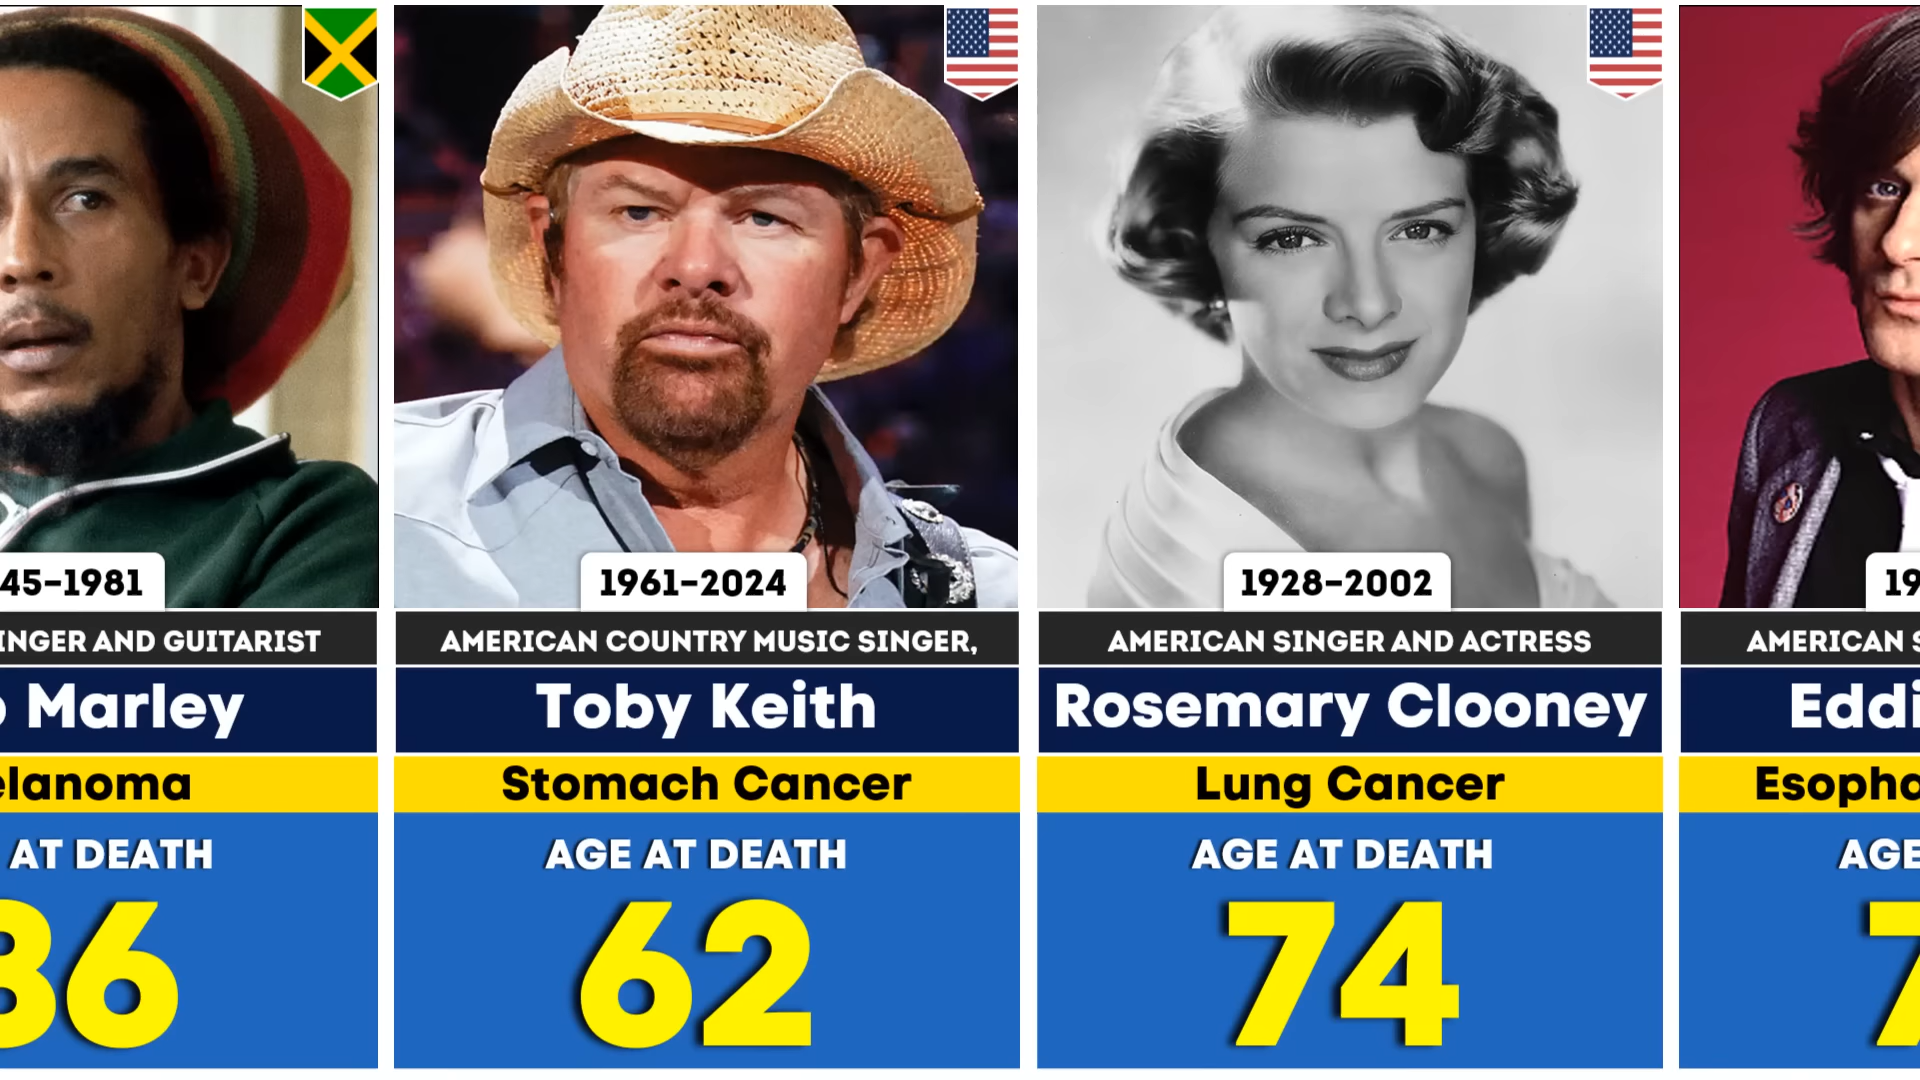 45–1981
INGER AND GUITARIST
Marley
elanoma
AT DEATH
36
1961–2024
AMERICAN COUNTRY MUSIC SINGER,
Toby Keith
Stomach Cancer
AGE AT DEATH
62
1928–2002
AMERICAN SINGER AND ACTRESS
Rosemary Clooney
Lung Cancer
AGE AT DEATH
74
19
AMERICAN S
Eddi
Esopha
AGE
7